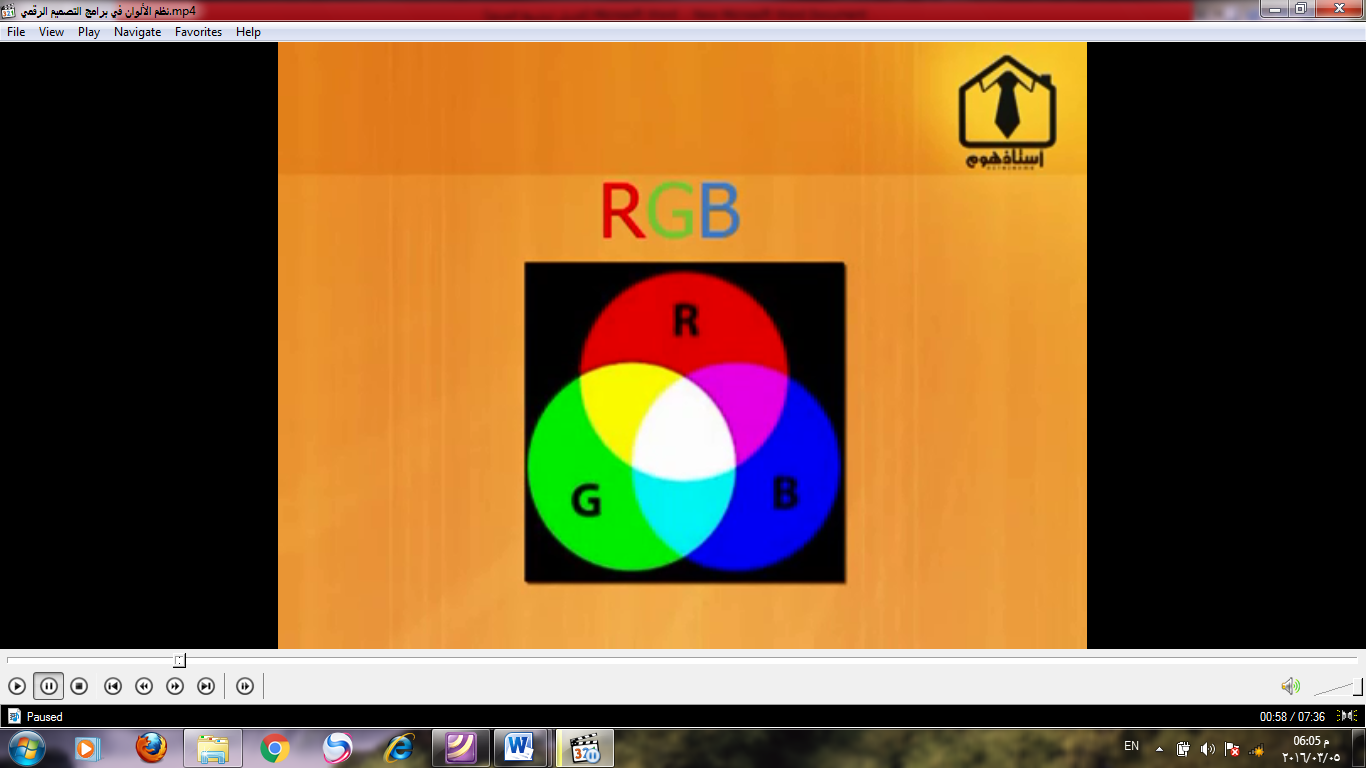 نظم الألوان في برامج التصميم الرقمي.mp4
File View Play Navigate Favorites Help
أستاذهوم
RGB
R
G
B
Paused
00:58 / 07:36
EN
06:05 م
٢٠١٦/٠٣/٠٥